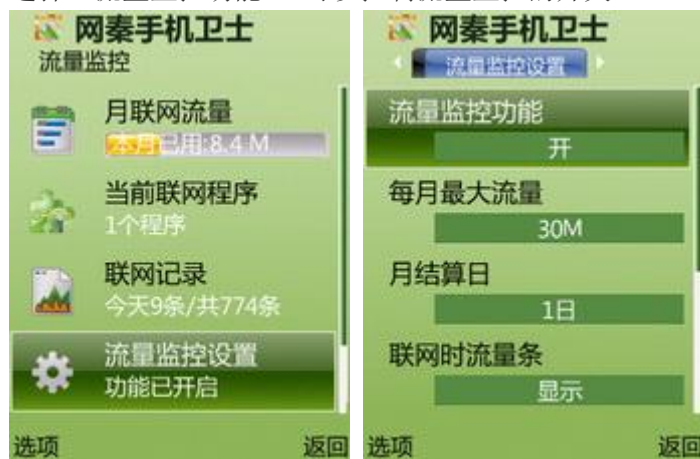 网秦手机卫士
流量监控
月联网流量
本月已用:8.4 M
当前联网程序
1个程序
联网记录
今天9条/共774条
流量监控设置
功能已开启
选项
返回
网秦手机卫士
流量监控设置
流量监控功能
开
每月最大流量
30M
月结算日
1日
联网时流量条
显示
选项
返回